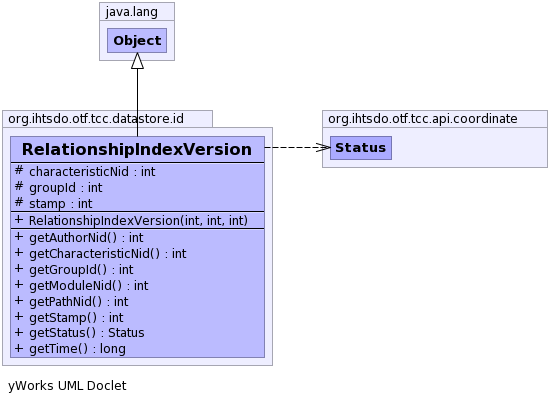 java.lang
Object
org.ihtsdo.otf.tcc.datastore.id
RelationshipIndexVersion
# characteristicNid : int
# groupId : int
# stamp : int
+ RelationshipIndexVersion(int, int, int)
+ getAuthorNid() : int
+ getCharacteristicNid() : int
+ getGroupId() : int
+ getModuleNid() : int
+ getPathNid() : int
+ getStamp() : int
+ getStatus() : Status
+ getTime() : long
org.ihtsdo.otf.tcc.api.coordinate
Status
yWorks UML Doclet